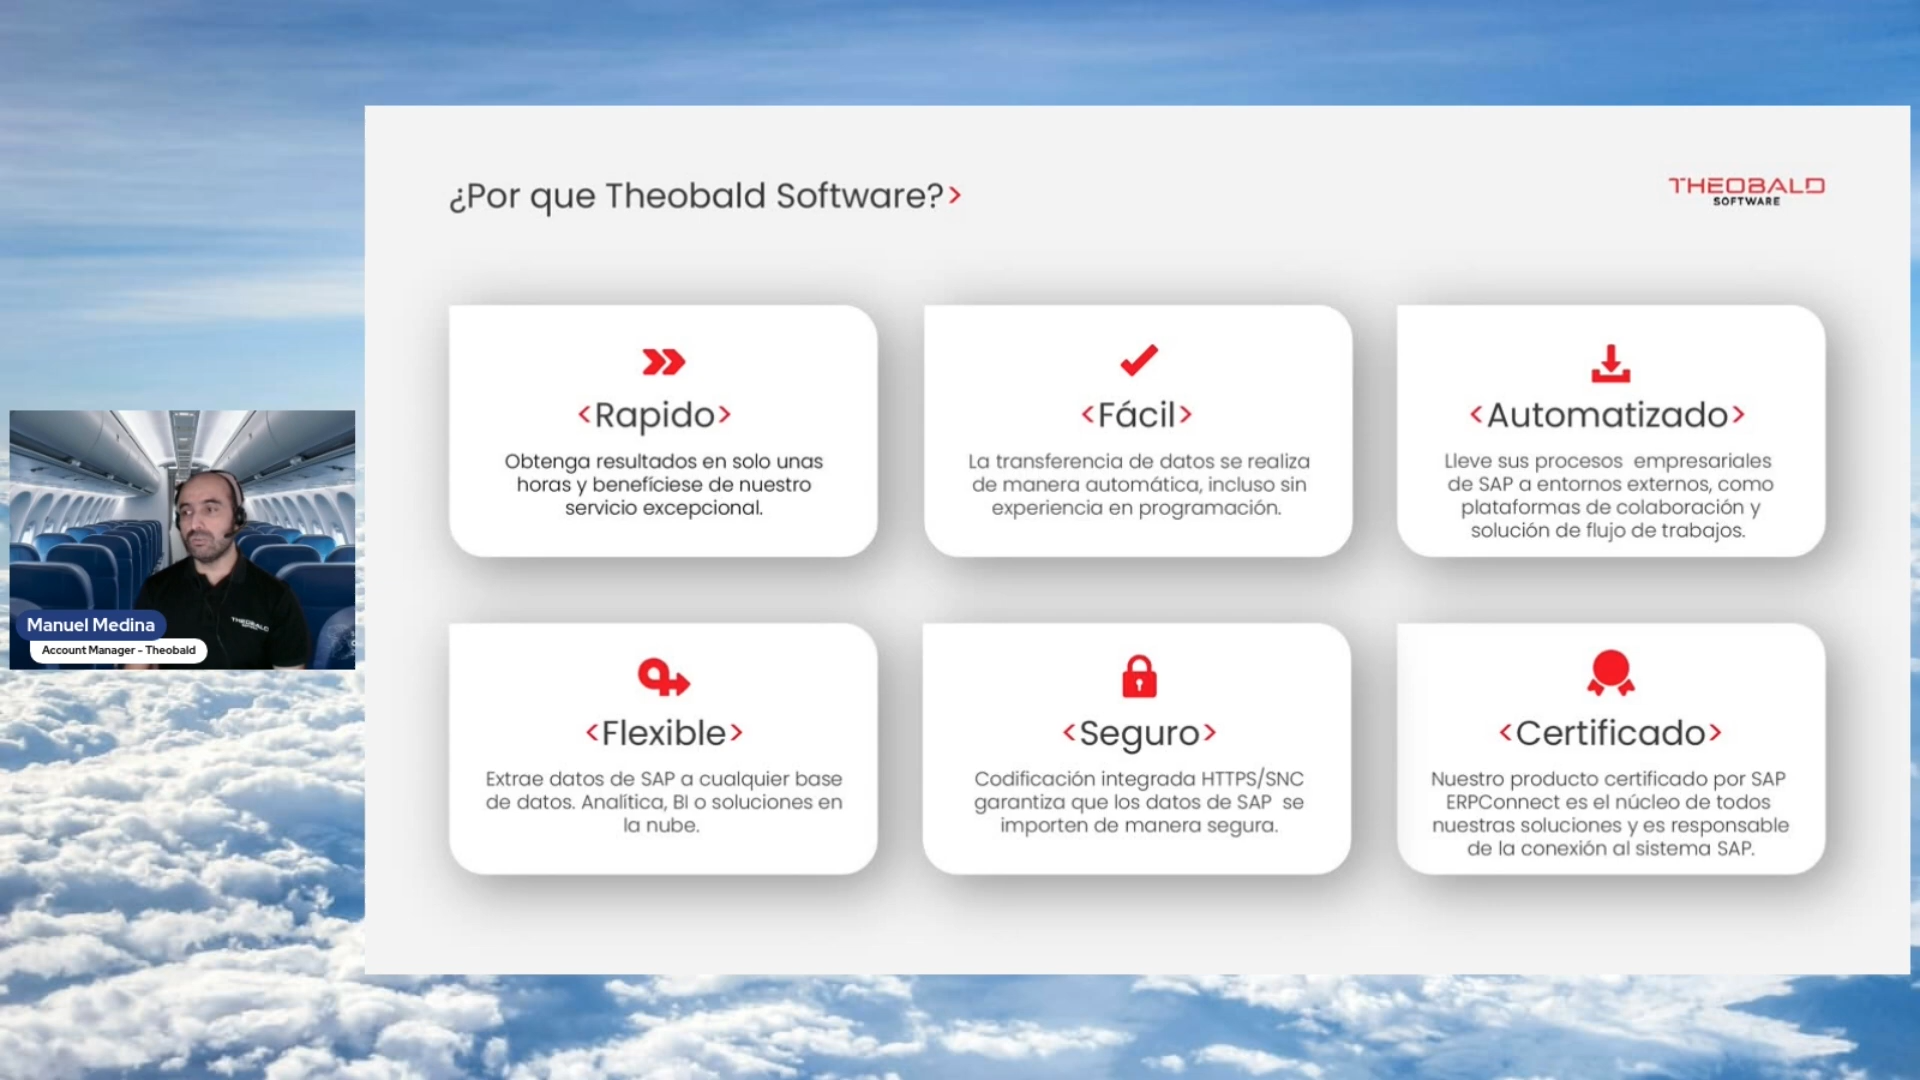 ¿Por que Theobald Software?>
THEOBALD
SOFTWARE
<Rapido>
Obtenga resultados en solo unas
horas y benefíciese de nuestro
servicio excepcional.
<Fácil>
La transferencia de datos se realiza
de manera automática, incluso sin
experiencia en programación.
<Automatizado>
Lleve sus procesos empresariales
de SAP a entornos externos, como
plataformas de colaboración y
solución de flujo de trabajos.
<Flexible>
Extrae datos de SAP a cualquier base
de datos. Analítica, BI o soluciones en
la nube.
<Seguro>
Codificación integrada HTTPS/SNC
garantiza que los datos de SAP se
importen de manera segura.
<Certificado>
Nuestro producto certificado por SAP
ERPConnect es el núcleo de todos
nuestras soluciones y es responsable
de la conexión al sistema SAP.
THEOBALD
Manuel Medina
Account Manager - Theobald